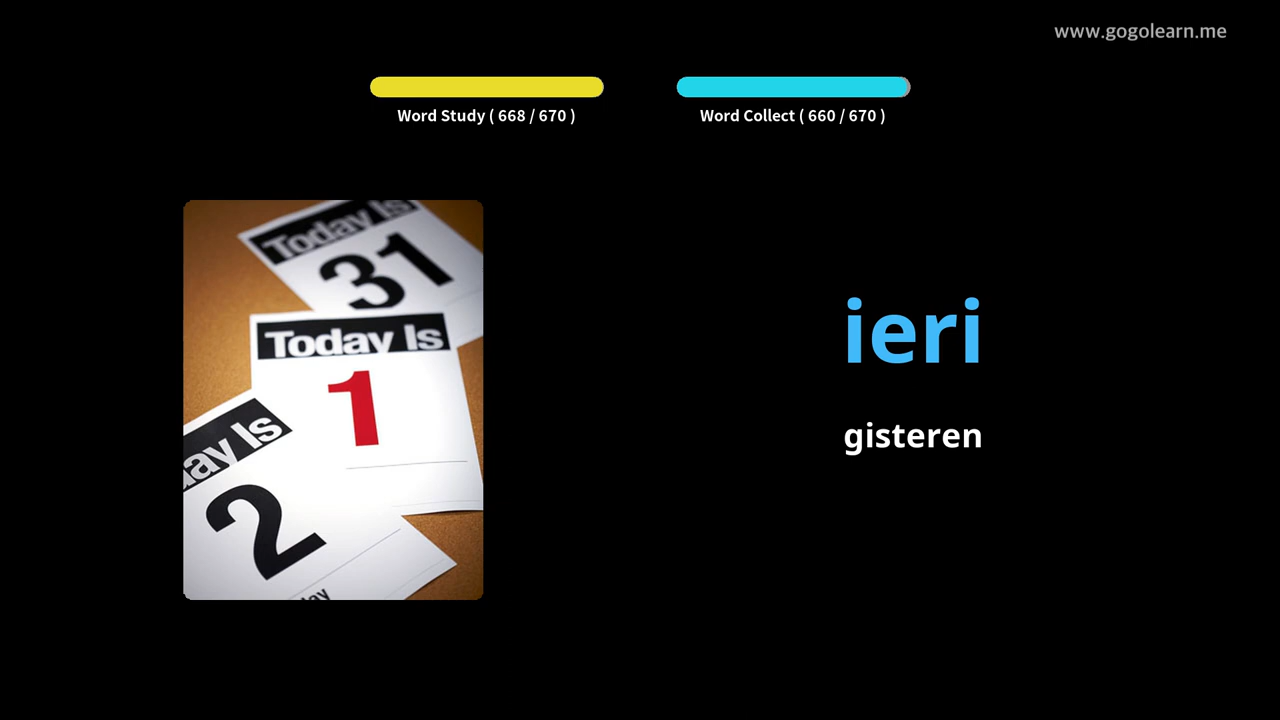 www.gogolearn.me
Word Study ( 668 / 670 )
Word Collect ( 660 / 670 )
Today Is
31
Today Is
1
ay Is
2
ay
ieri
gisteren